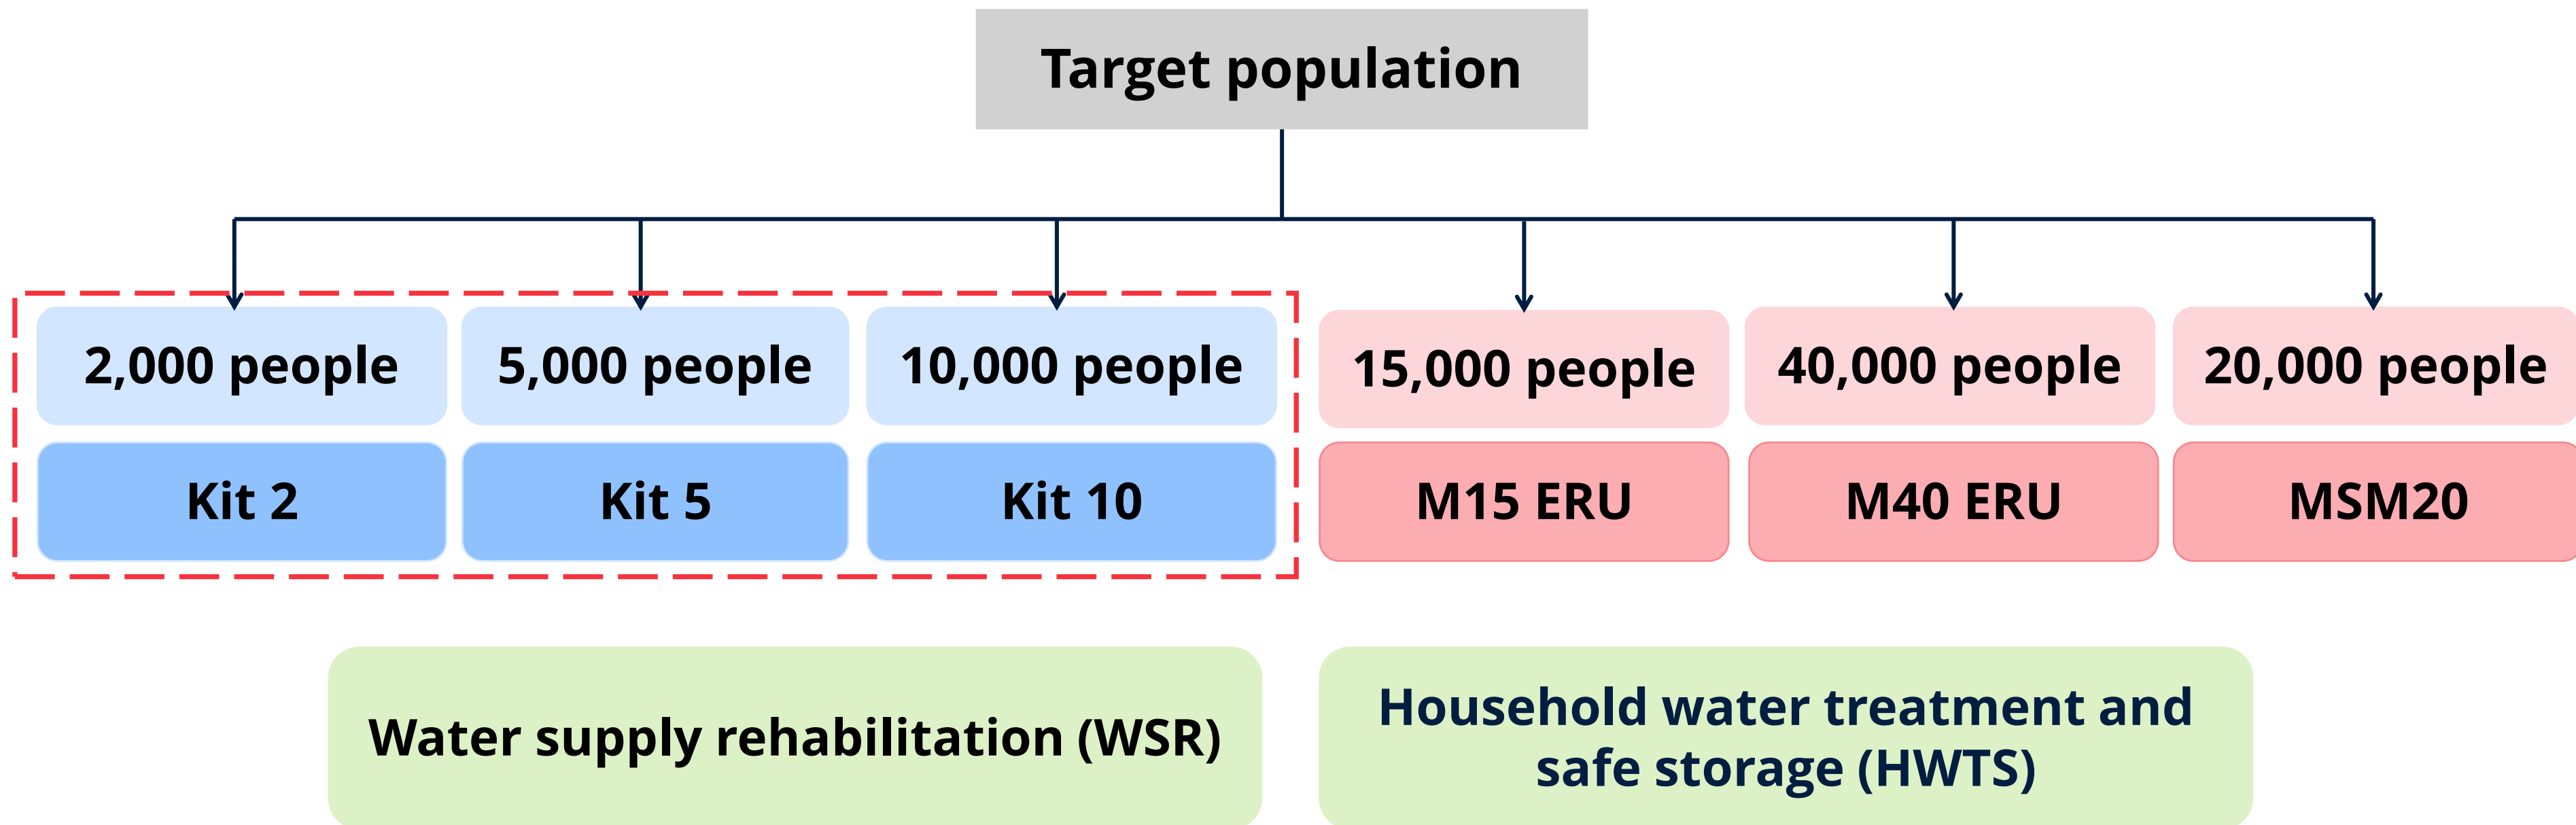 Target population
2,000 people
5,000 people
10,000 people
15,000 people
40,000 people
20,000 people
Kit 2
Kit 5
Kit 10
M15 ERU
M40 ERU
MSM20
Water supply rehabilitation (WSR)
Household water treatment and
safe storage (HWTS)